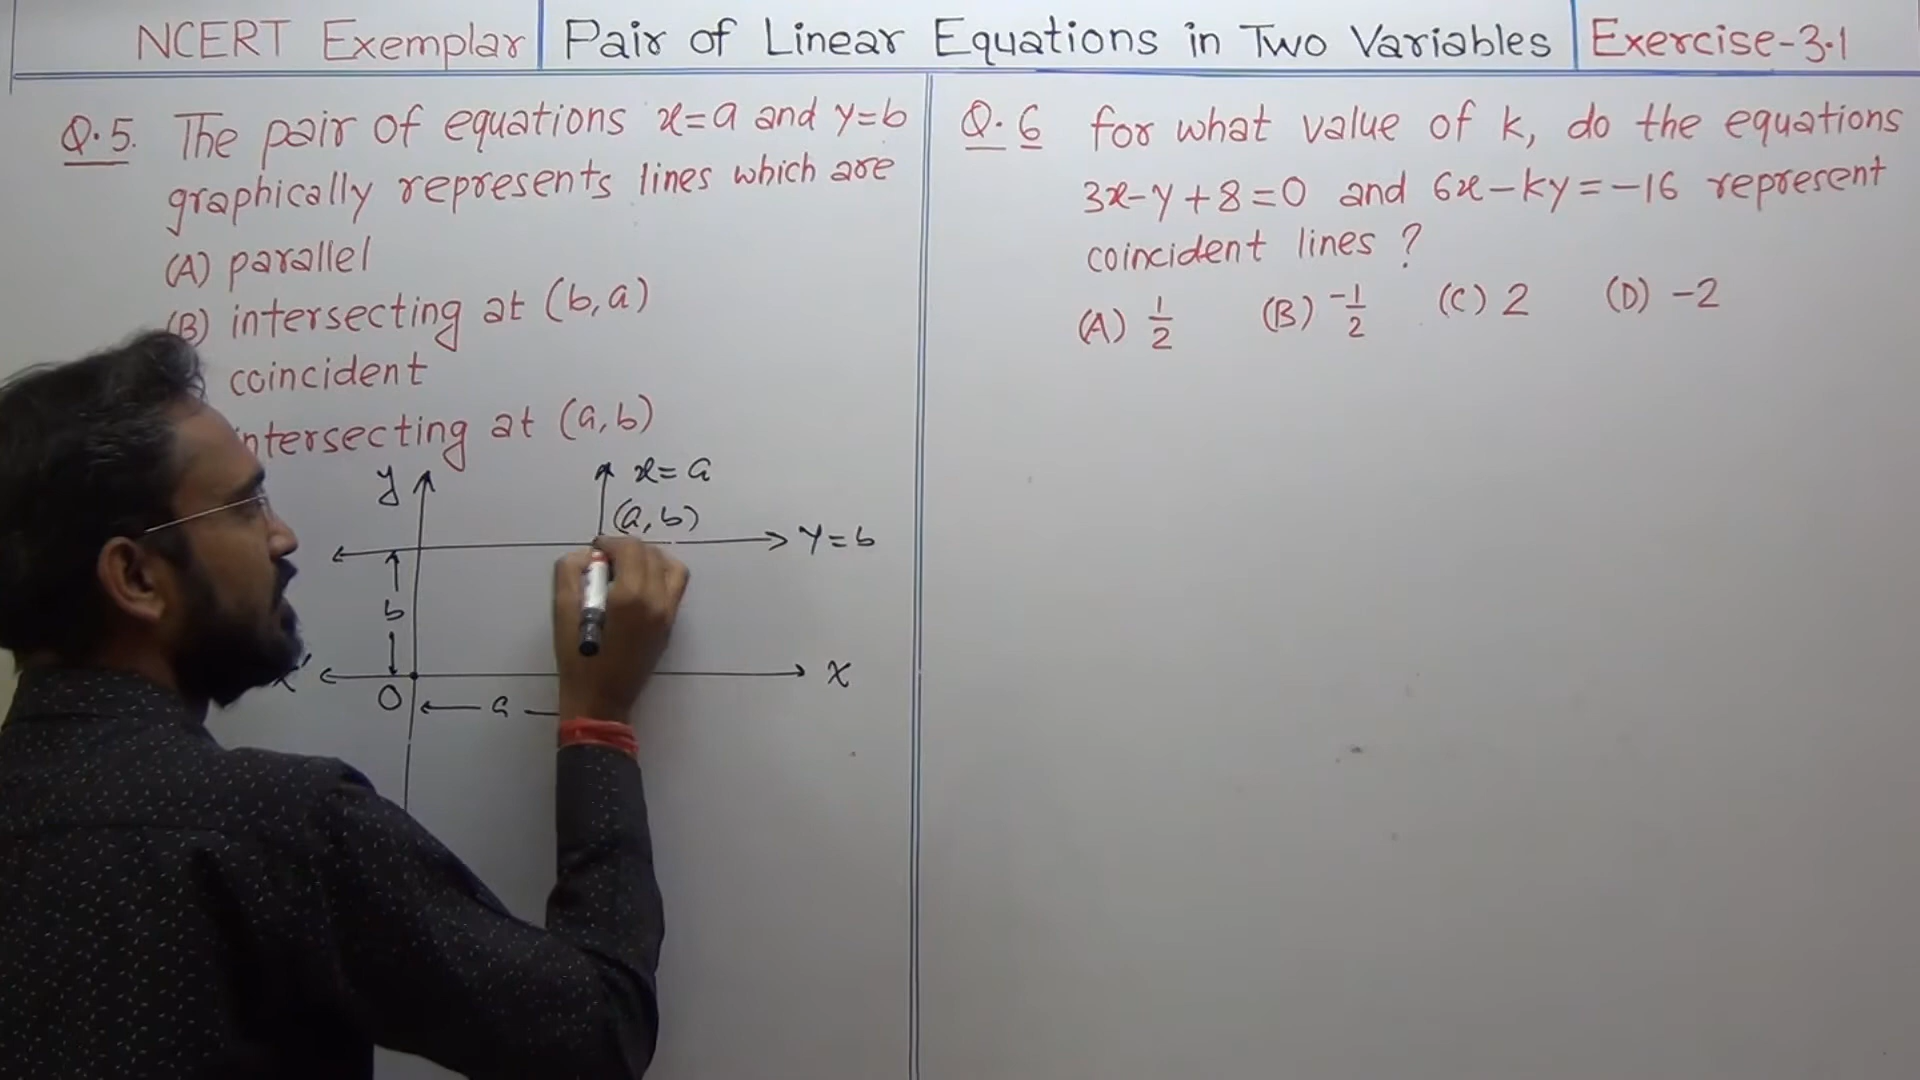 NCERT Exemplar Pair of Linear Equations in Two Variables Exercise-3.1
Q.5. The pair of equations x=a and y=b
graphically represents lines which are
(A) parallel
(B) intersecting at (b,a)
coincident
ntersecting at (a,b)
y
x=a
(a,b)
y=b
b
x'
x
O
a
Q.6 for what value of k, do the equations
3x-y+8=0 and 6x-ky=-16 represent
coincident lines ?
(A) 1/2 (B) -1/2 (C) 2 (D) -2